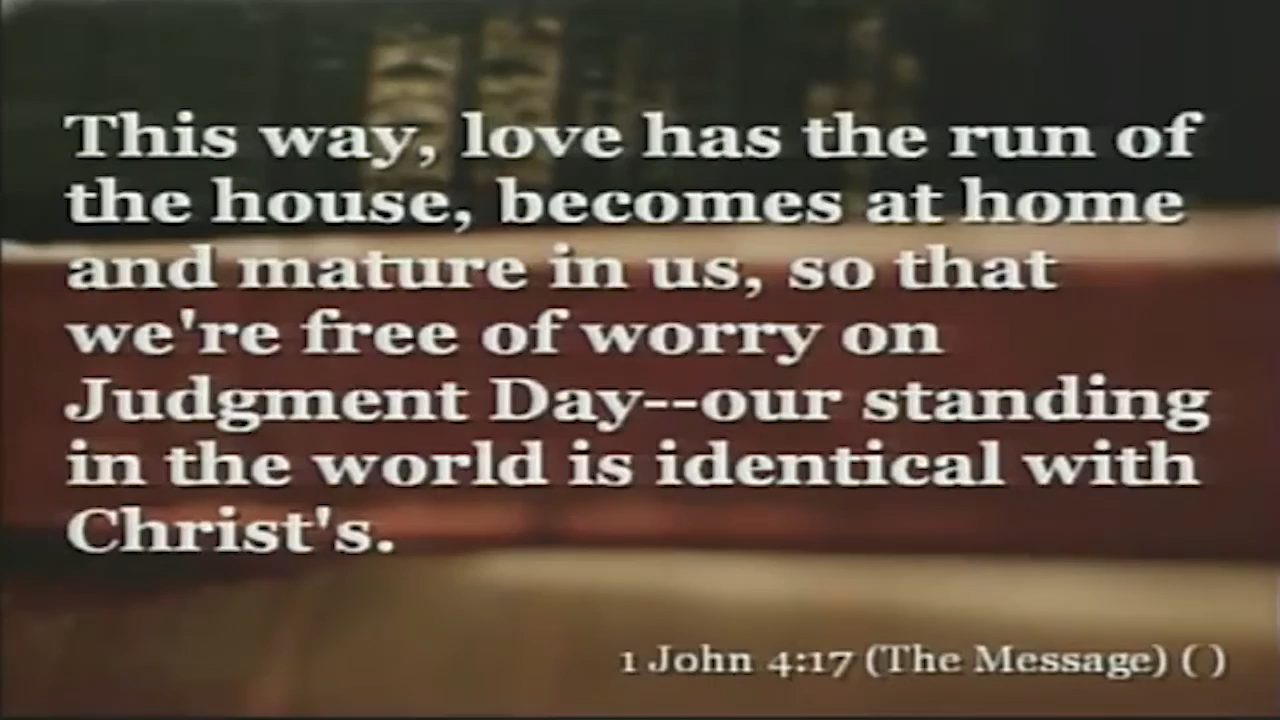 This way, love has the run of
the house, becomes at home
and mature in us, so that
we're free of worry on
Judgment Day--our standing
in the world is identical with
Christ's.
1 John 4:17 (The Message) ( )